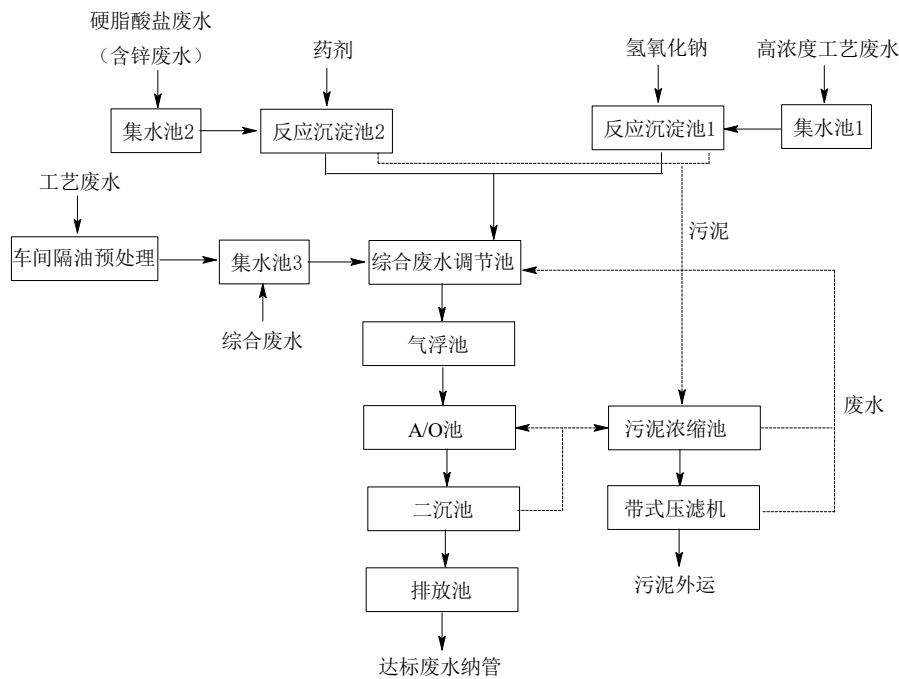 硬脂酸盐废水
（含锌废水）
药剂
氢氧化钠
高浓度工艺废水
集水池2
反应沉淀池2
反应沉淀池1
集水池1
工艺废水
污泥
车间隔油预处理
集水池3
综合废水调节池
综合废水
气浮池
废水
A/O池
污泥浓缩池
二沉池
带式压滤机
排放池
污泥外运
达标废水纳管